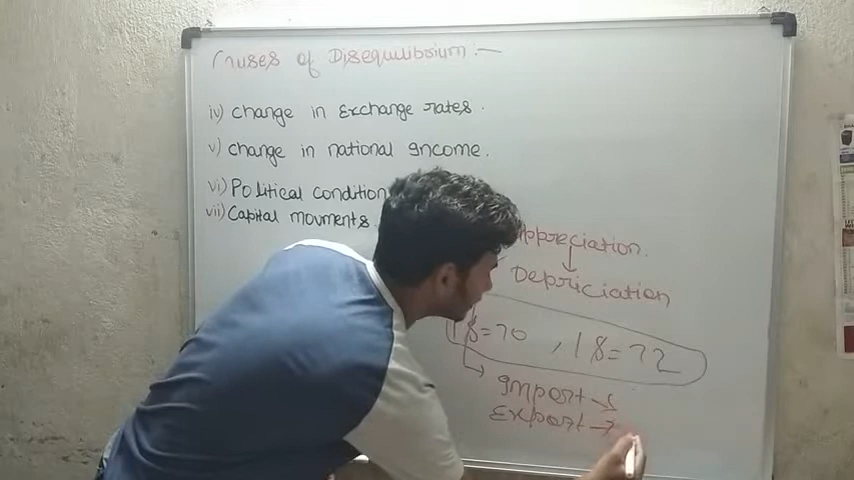 Causes of Disequilibrium :-
iv) change in Exchange rates.
v) change in national Income.
vi) Political condition
vii) Capital movments.
Appreciation.
↓
Depriciation
1$=70 , 1$=72
Import →
Export →